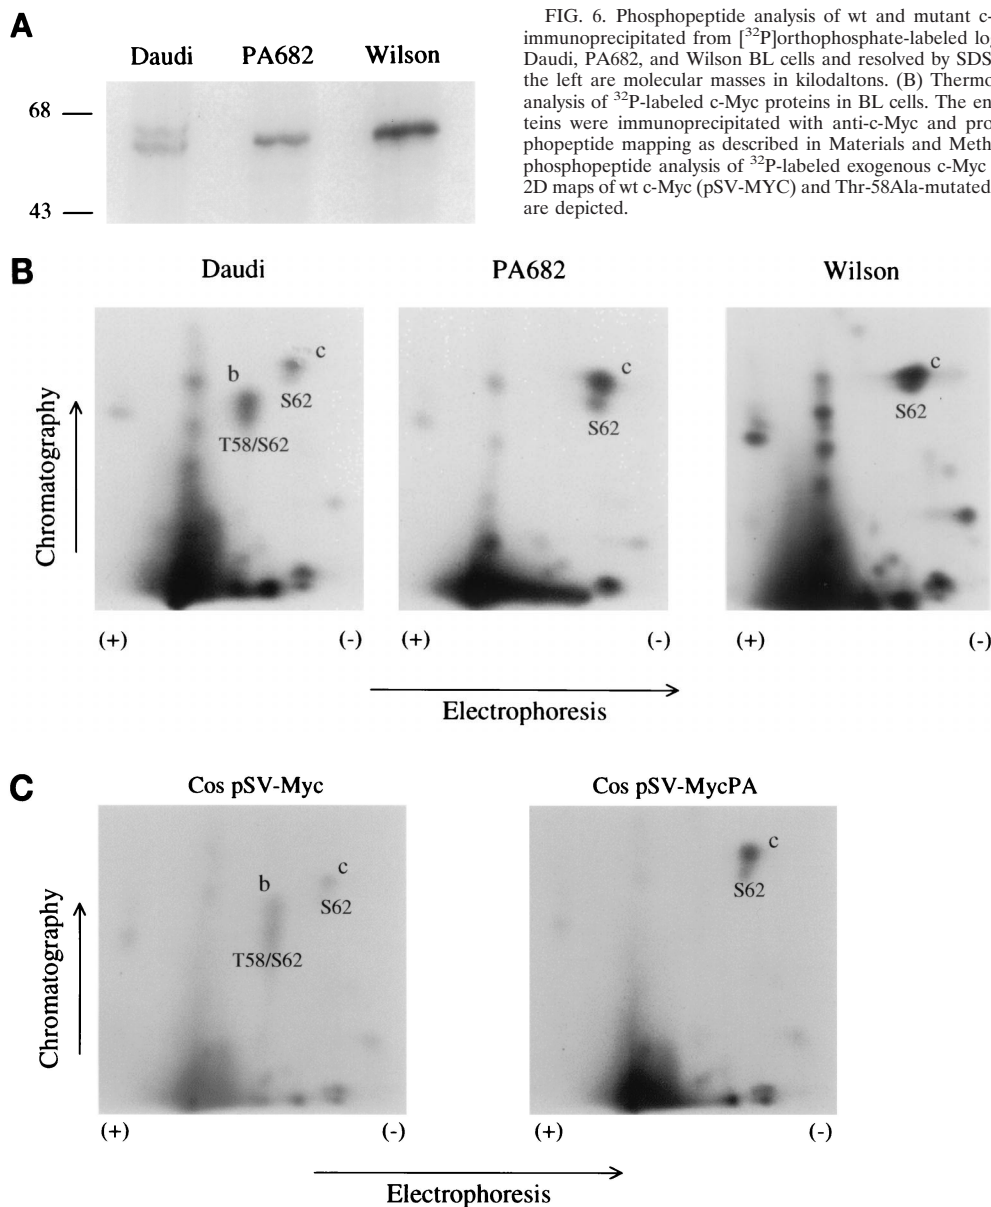 A
Daudi PA682 Wilson
68
43
FIG. 6. Phosphopeptide analysis of wt and mutant c-
immunoprecipitated from [32P]orthophosphate-labeled log
Daudi, PA682, and Wilson BL cells and resolved by SDS
the left are molecular masses in kilodaltons. (B) Thermo
analysis of 32P-labeled c-Myc proteins in BL cells. The en
teins were immunoprecipitated with anti-c-Myc and pro
phopeptide mapping as described in Materials and Meth
phosphopeptide analysis of 32P-labeled exogenous c-Myc
2D maps of wt c-Myc (pSV-MYC) and Thr-58Ala-mutated
are depicted.
B
Daudi
PA682
Wilson
Chromatography
b
c
S62
T58/S62
c
S62
c
S62
(+) (-)
(+) (-)
(+) (-)
Electrophoresis
C
Cos pSV-Myc
Cos pSV-MycPA
Chromatography
b
c
S62
T58/S62
c
S62
(+) (-)
(+) (-)
Electrophoresis